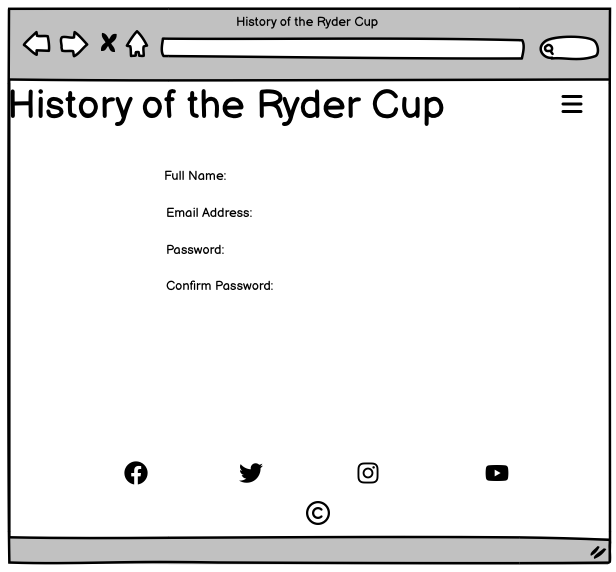 History of the Ryder Cup
History of the Ryder Cup
Full Name:
Email Address:
Password:
Confirm Password:
©